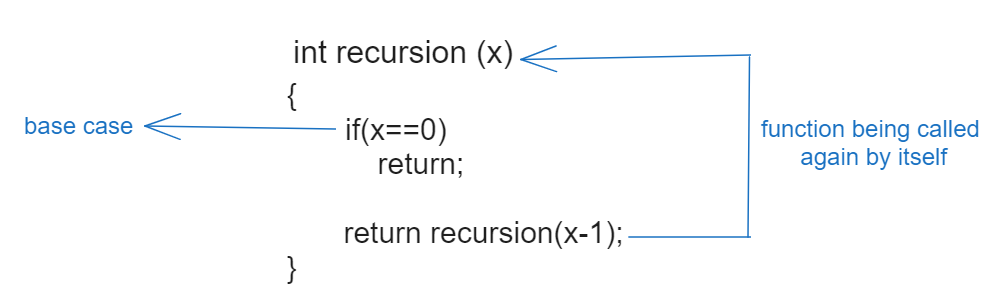 int recursion (x)
{
base case
if(x==0)
return;
function being called
again by itself
return recursion(x-1);
}